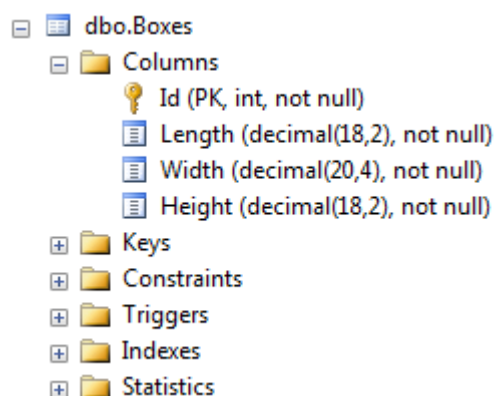 dbo.Boxes
Columns
Id (PK, int, not null)
Length (decimal(18,2), not null)
Width (decimal(20,4), not null)
Height (decimal(18,2), not null)
Keys
Constraints
Triggers
Indexes
Statistics